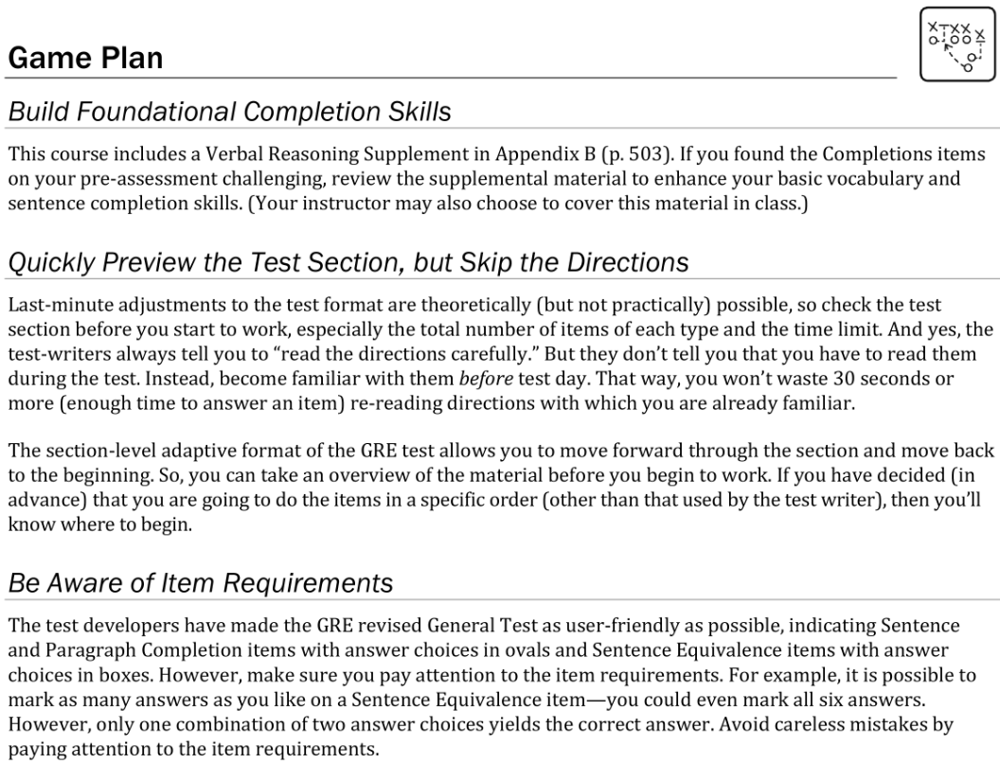 Game Plan
Build Foundational Completion Skills
This course includes a Verbal Reasoning Supplement in Appendix B (p. 503). If you found the Completions items
on your pre-assessment challenging, review the supplemental material to enhance your basic vocabulary and
sentence completion skills. (Your instructor may also choose to cover this material in class.)
Quickly Preview the Test Section, but Skip the Directions
Last-minute adjustments to the test format are theoretically (but not practically) possible, so check the test
section before you start to work, especially the total number of items of each type and the time limit. And yes, the
test-writers always tell you to “read the directions carefully.” But they don’t tell you that you have to read them
during the test. Instead, become familiar with them before test day. That way, you won’t waste 30 seconds or
more (enough time to answer an item) re-reading directions with which you are already familiar.
The section-level adaptive format of the GRE test allows you to move forward through the section and move back
to the beginning. So, you can take an overview of the material before you begin to work. If you have decided (in
advance) that you are going to do the items in a specific order (other than that used by the test writer), then you’ll
know where to begin.
Be Aware of Item Requirements
The test developers have made the GRE revised General Test as user-friendly as possible, indicating Sentence
and Paragraph Completion items with answer choices in ovals and Sentence Equivalence items with answer
choices in boxes. However, make sure you pay attention to the item requirements. For example, it is possible to
mark as many answers as you like on a Sentence Equivalence item—you could even mark all six answers.
However, only one combination of two answer choices yields the correct answer. Avoid careless mistakes by
paying attention to the item requirements.